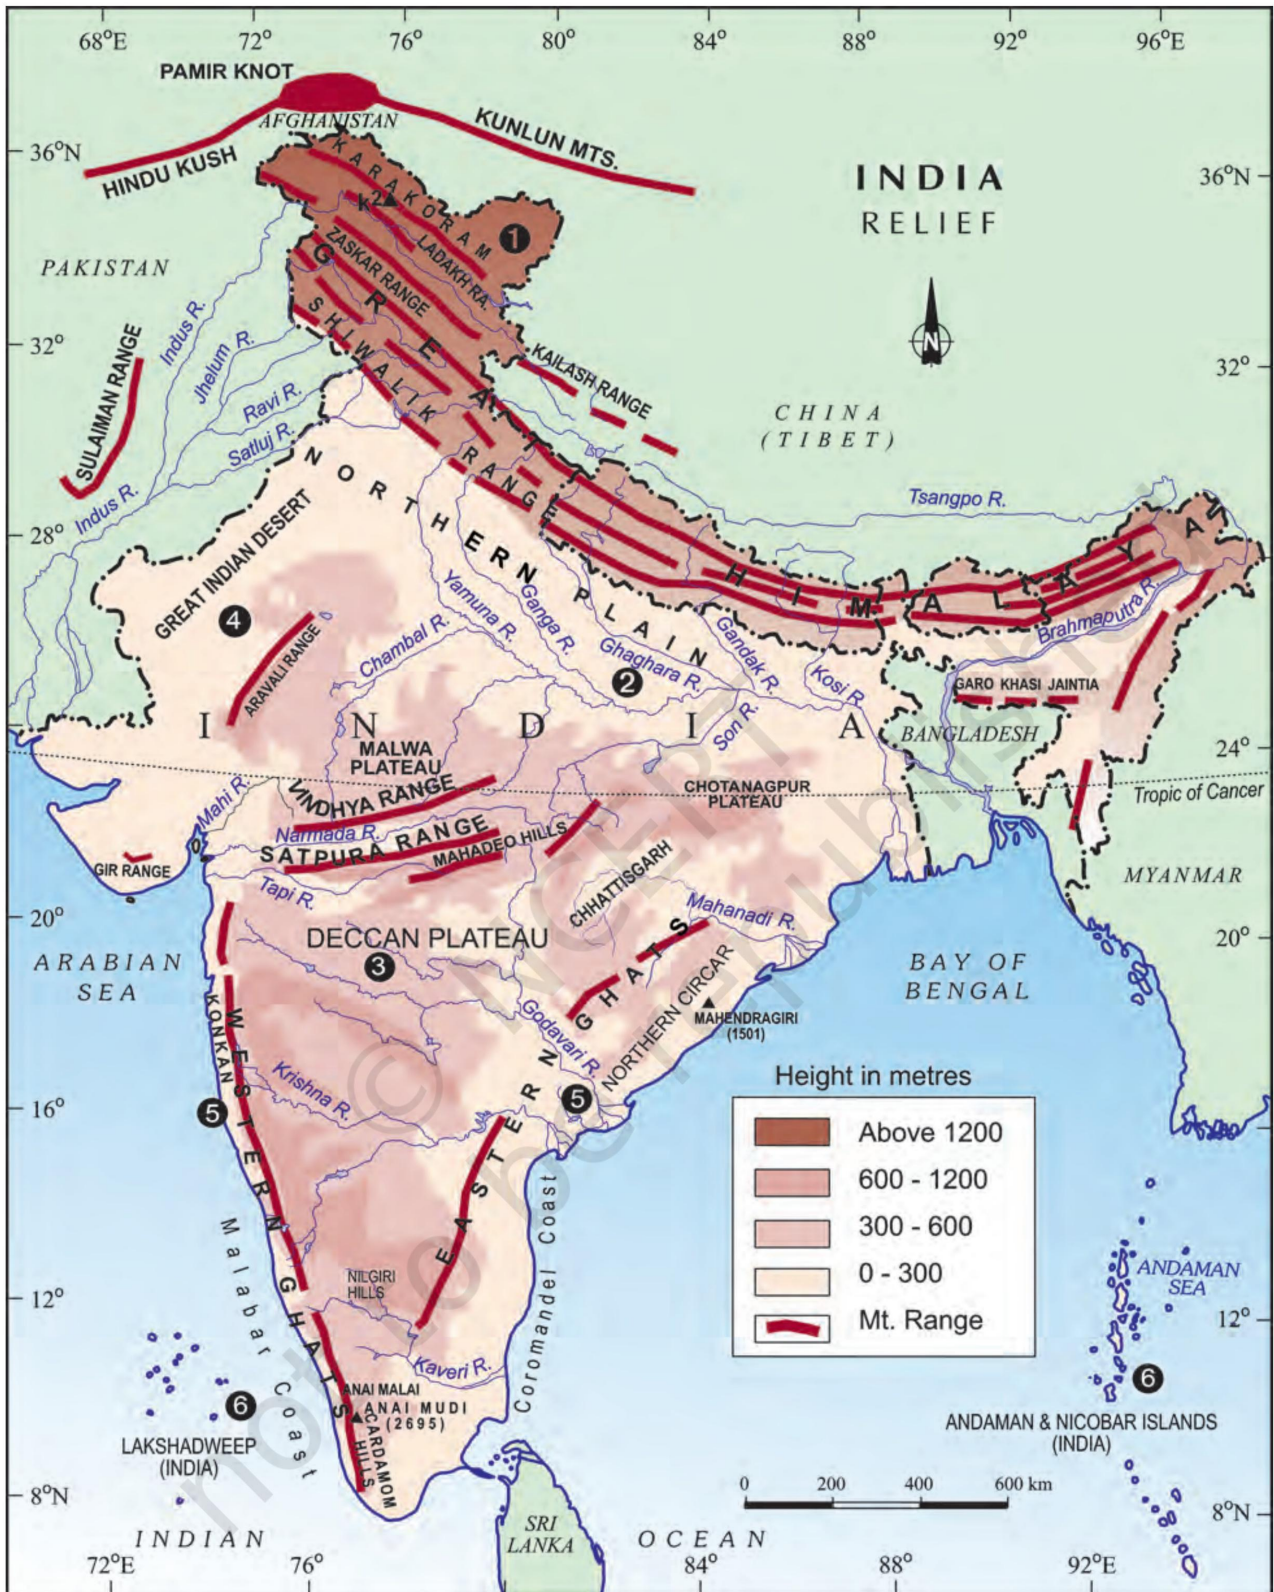 68°E 72° 76° 80° 84° 88° 92° 96°E
PAMIR KNOT
AFGHANISTAN
HINDU KUSH
KUNLUN MTS.
36°N
36°N
INDIA
RELIEF
KARAKORAM
K2
1
LADAKH RA.
ZASKAR RANGE
GREAT HIMALAYA
SHIWALIK RANGE
PAKISTAN
N
32°
32°
Indus R.
Jhelum R.
Ravi R.
Satluj R.
SULAIMAN RANGE
KAILASH RANGE
CHINA
(TIBET)
Indus R.
Tsangpo R.
28°
NORTHERN PLAIN
GREAT INDIAN DESERT
4
ARAVALI RANGE
Chambal R.
Yamuna R.
Ganga R.
Ghaghara R.
2
Gandak R.
Kosi R
Brahmaputra R.
GARO KHASI JAINTIA
INDIA
Son R.
BANGLADESH
24°
MALWA
PLATEAU
VINDHYA RANGE
CHOTANAGPUR
PLATEAU
Tropic of Cancer
Mahi R.
Narmada R.
SATPURA RANGE
MAHADEO HILLS
GIR RANGE
Tapi R.
CHHATTISGARH
MYANMAR
20°
20°
Mahanadi R.
DECCAN PLATEAU
3
ARABIAN
SEA
BAY OF
BENGAL
KONKAN
WESTERN GHATS
EASTERN GHATS
Godavari R.
NORTHERN CIRCAR
MAHENDRAGIRI
(1501)
Krishna R.
5
5
16°
Height in metres
Above 1200
600 - 1200
300 - 600
0 - 300
Mt. Range
Malabar Coast
Coromandel Coast
NILGIRI
HILLS
12°
12°
ANDAMAN
SEA
Kaveri R.
ANAI MALAI
ANAI MUDI
(2695)
CARDAMOM
HILLS
6
LAKSHADWEEP
(INDIA)
6
ANDAMAN & NICOBAR ISLANDS
(INDIA)
0 200 400 600 km
8°N
8°N
INDIAN OCEAN
SRI
LANKA
72°E 76° 84° 88° 92°E
© NCERT
not to be republished